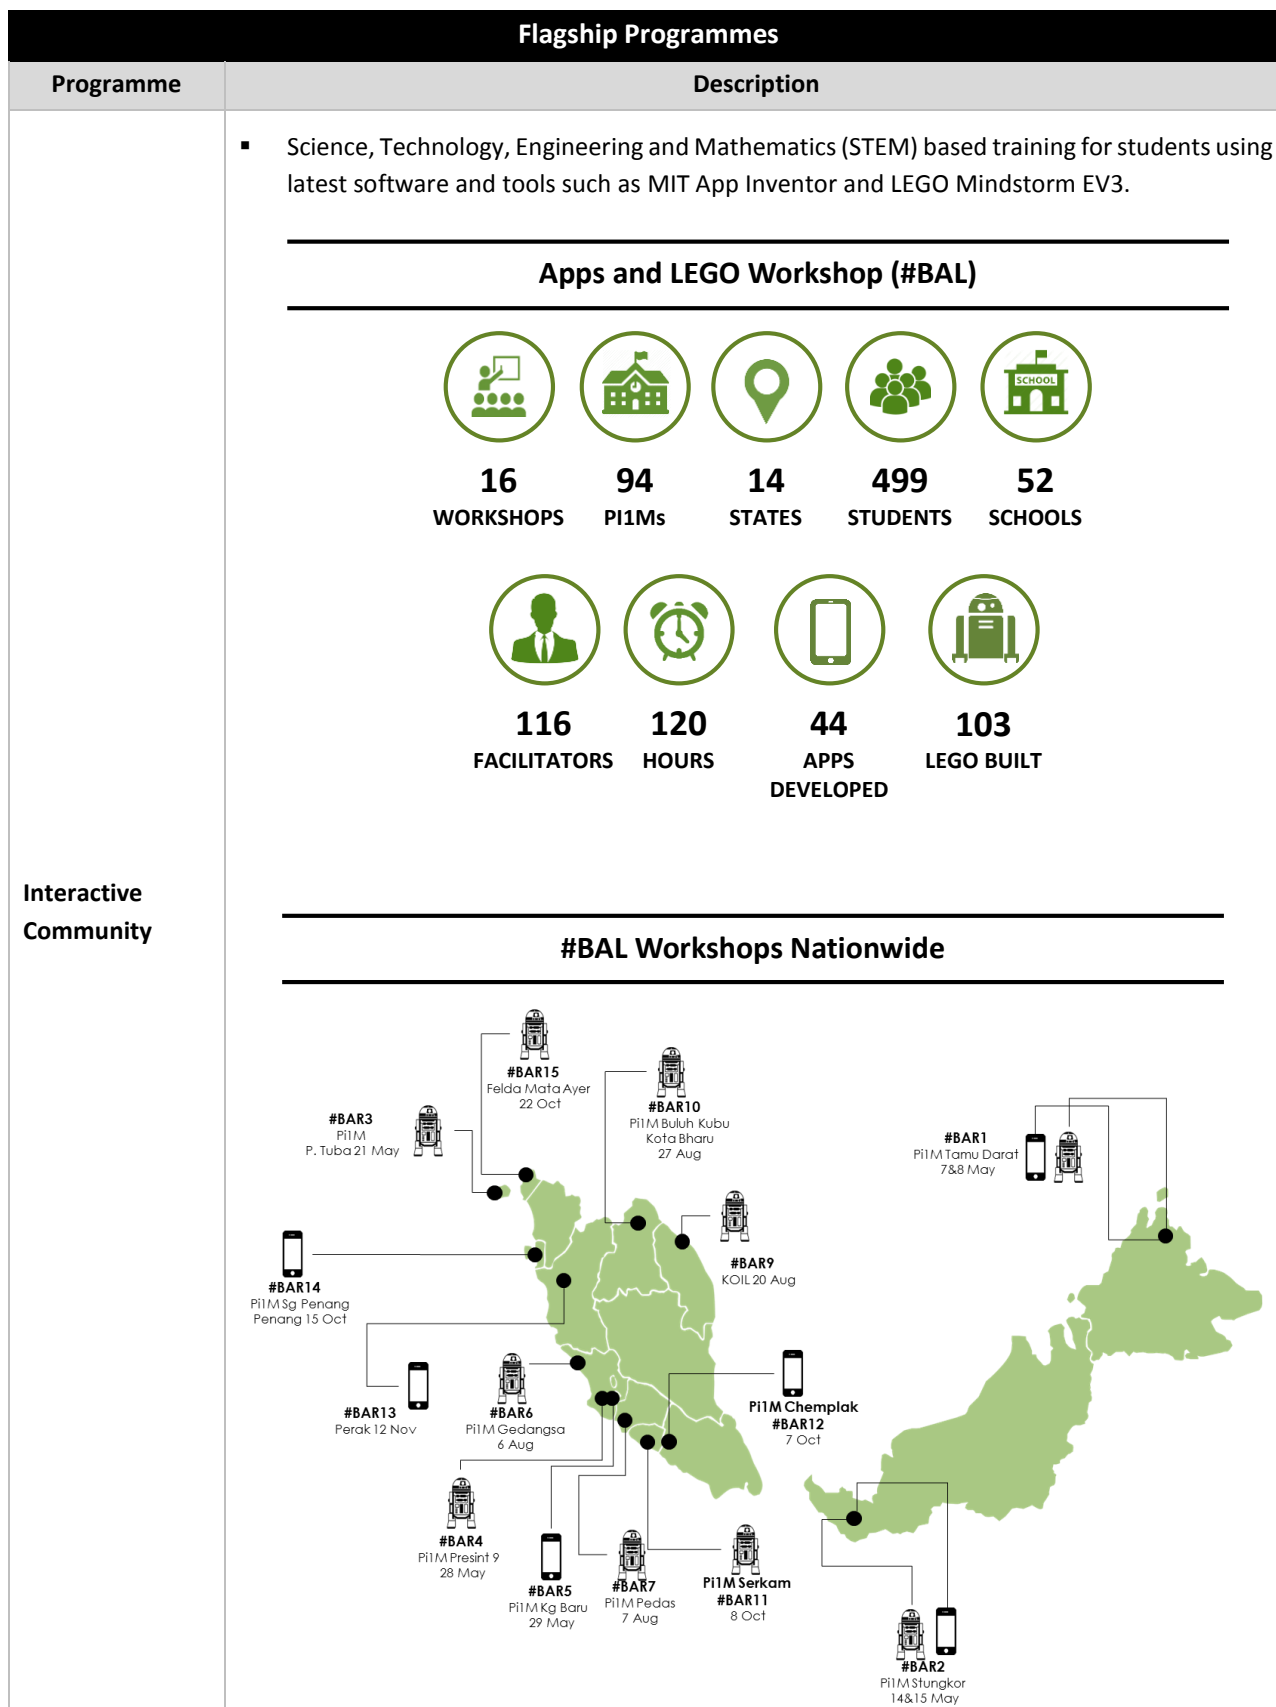 Flagship Programmes
Programme
Description
Interactive
Community
▪ Science, Technology, Engineering and Mathematics (STEM) based training for students using
latest software and tools such as MIT App Inventor and LEGO Mindstorm EV3.
Apps and LEGO Workshop (#BAL)
SCHOOL
16
WORKSHOPS
94
PI1Ms
14
STATES
499
STUDENTS
52
SCHOOLS
116
FACILITATORS
120
HOURS
44
APPS
DEVELOPED
103
LEGO BUILT
#BAL Workshops Nationwide
#BAR15
Felda Mata Ayer
22 Oct
#BAR10
Pi1M Buluh Kubu
Kota Bharu
27 Aug
#BAR3
Pi1M
P. Tuba 21 May
#BAR1
Pi1M Tamu Darat
7&8 May
#BAR9
KOIL 20 Aug
#BAR14
Pi1M Sg Penang
Penang 15 Oct
#BAR13
Perak 12 Nov
#BAR6
Pi1M Gedangsa
6 Aug
Pi1M Chemplak
#BAR12
7 Oct
#BAR4
Pi1M Presint 9
28 May
#BAR5
Pi1M Kg Baru
29 May
#BAR7
Pi1M Pedas
7 Aug
Pi1M Serkam
#BAR11
8 Oct
#BAR2
Pi1M Stungkor
14&15 May